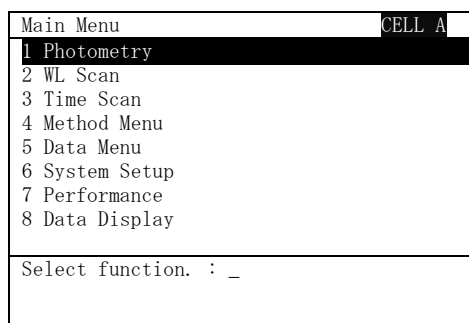 Main Menu CELL A
1 Photometry
2 WL Scan
3 Time Scan
4 Method Menu
5 Data Menu
6 System Setup
7 Performance
8 Data Display
Select function. : _